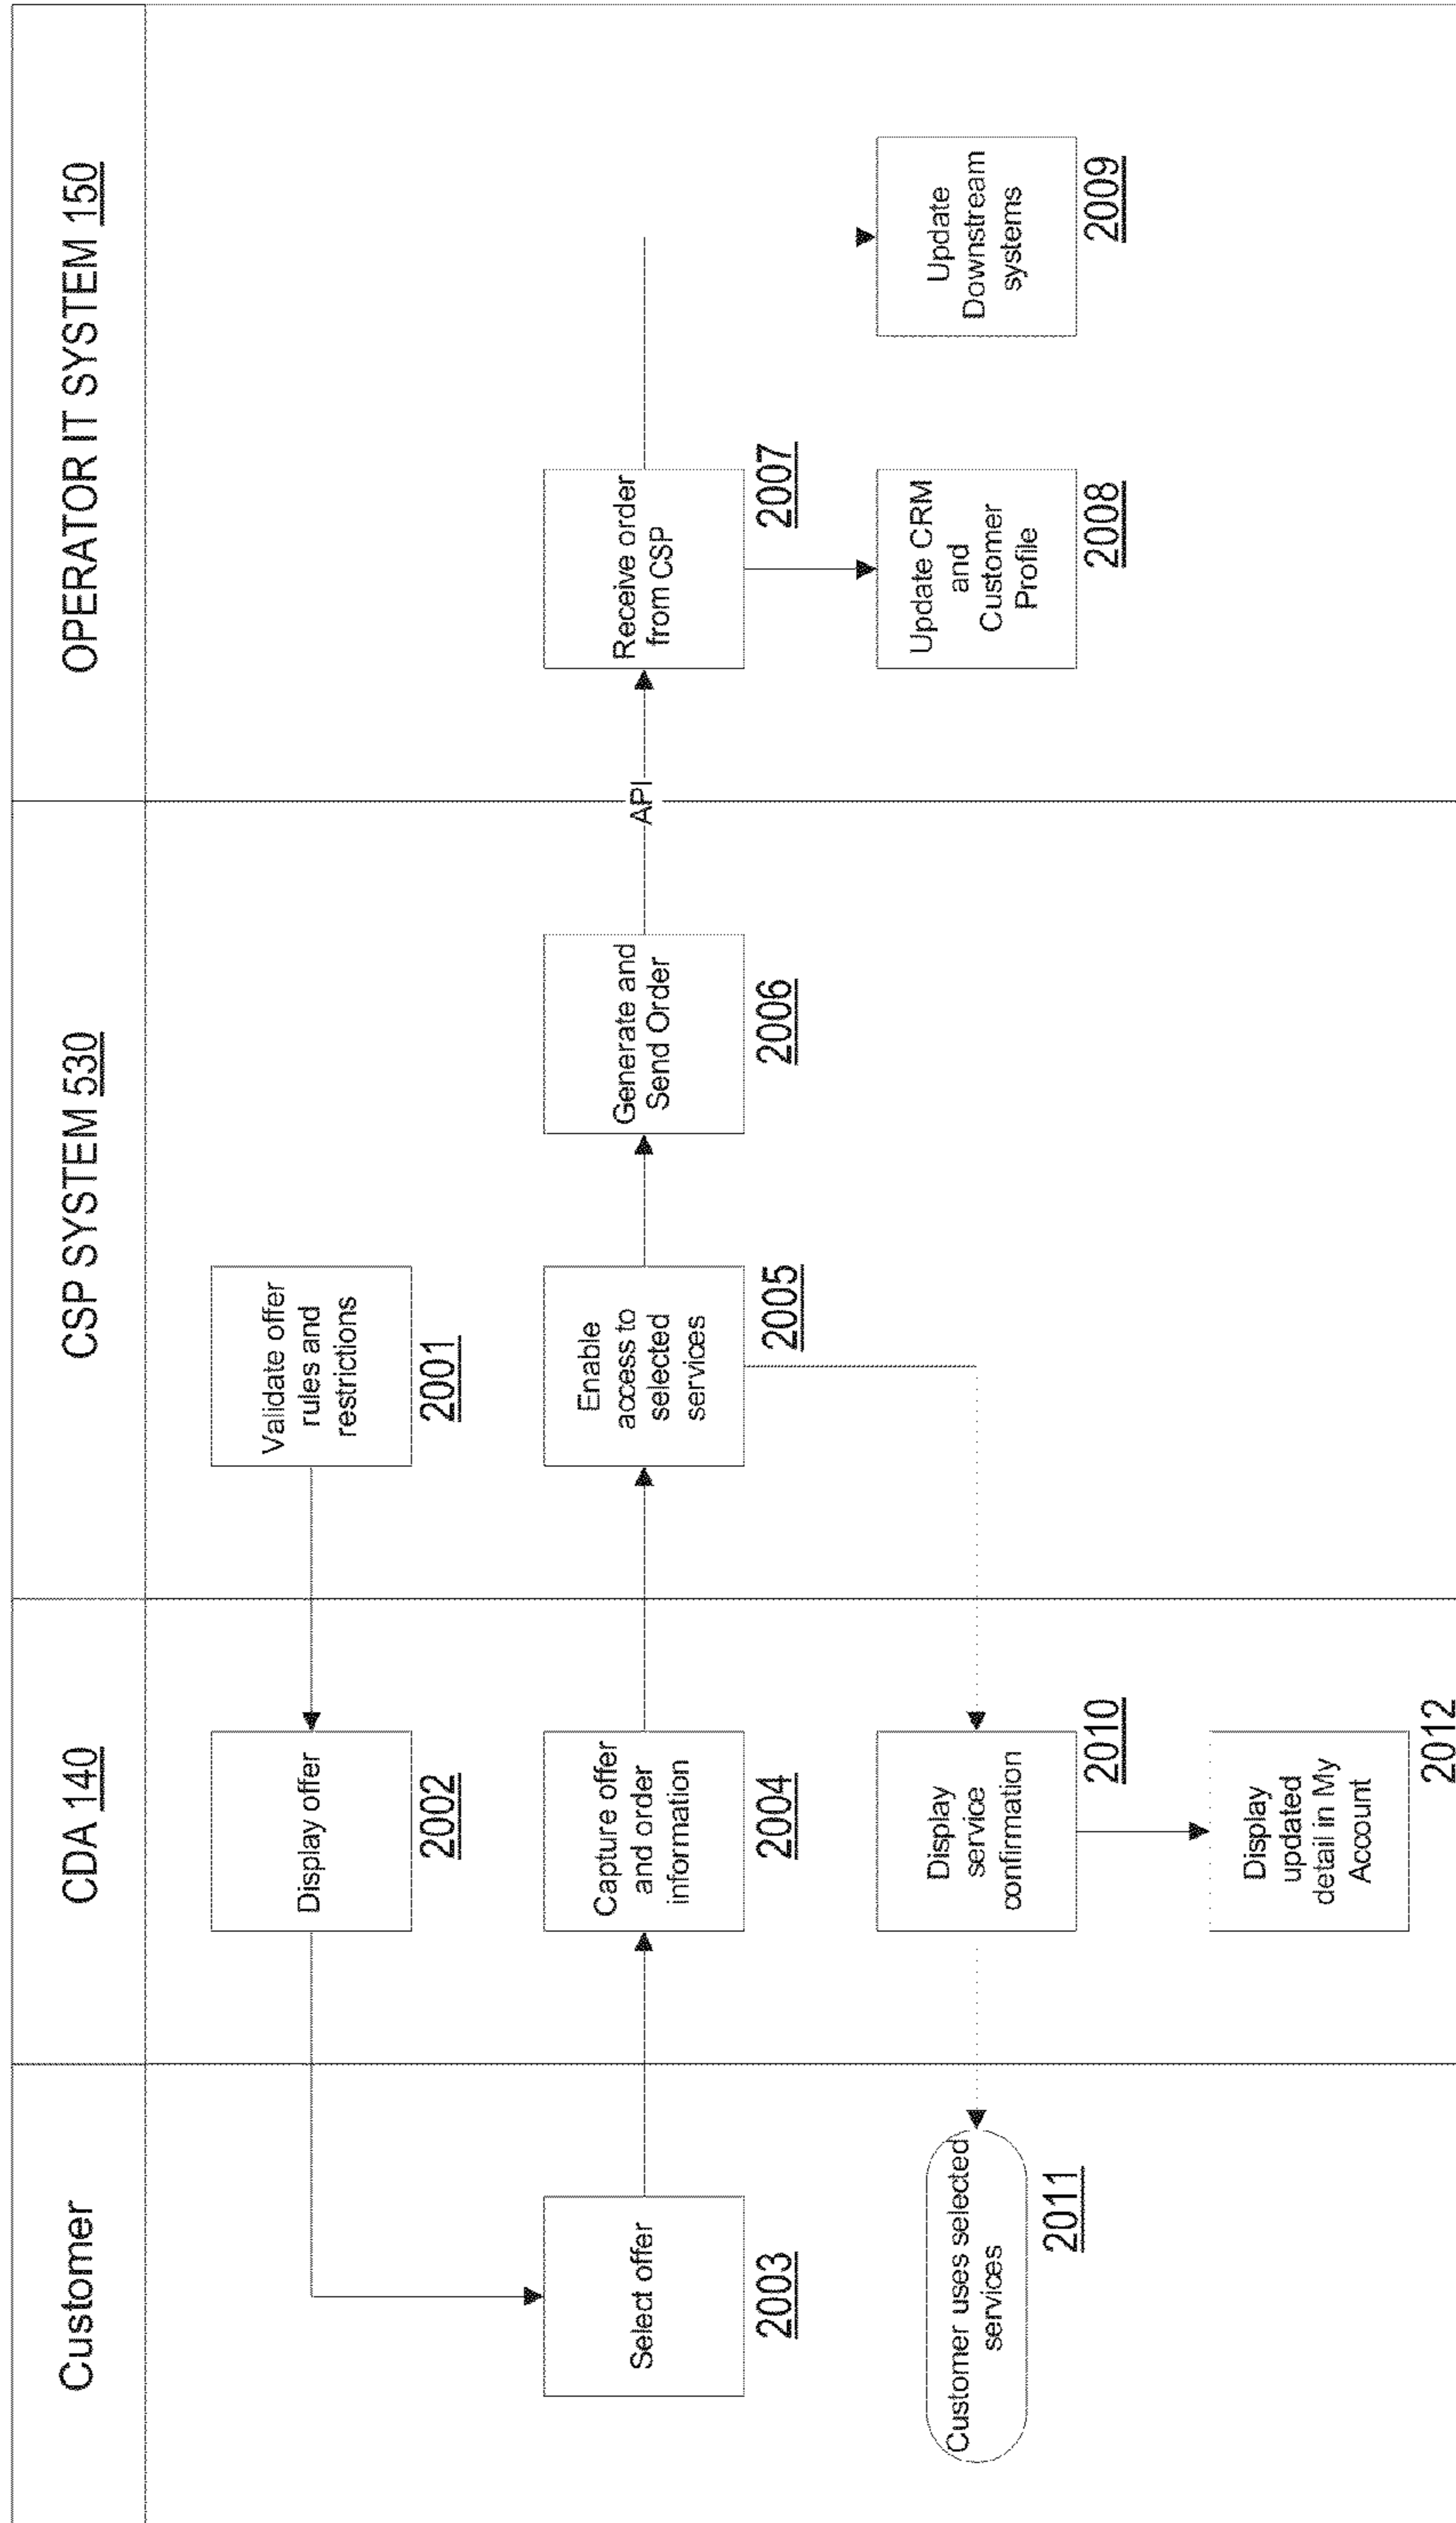 Customer
CDA 140
CSP SYSTEM 530
OPERATOR IT SYSTEM 150
Display offer
2002
Validate offer
rules and
restrictions
2001
Select offer
2003
Capture offer
and order
information
2004
Enable
access to
selected
services
2005
Generate and
Send Order
2006
API
Receive order
from CSP
2007
Customer uses selected
services
2011
Display
service
confirmation
2010
Update CRM
and
Customer
Profile
2008
Update
Downstream
systems
2009
Display
updated
detail in My
Account
2012